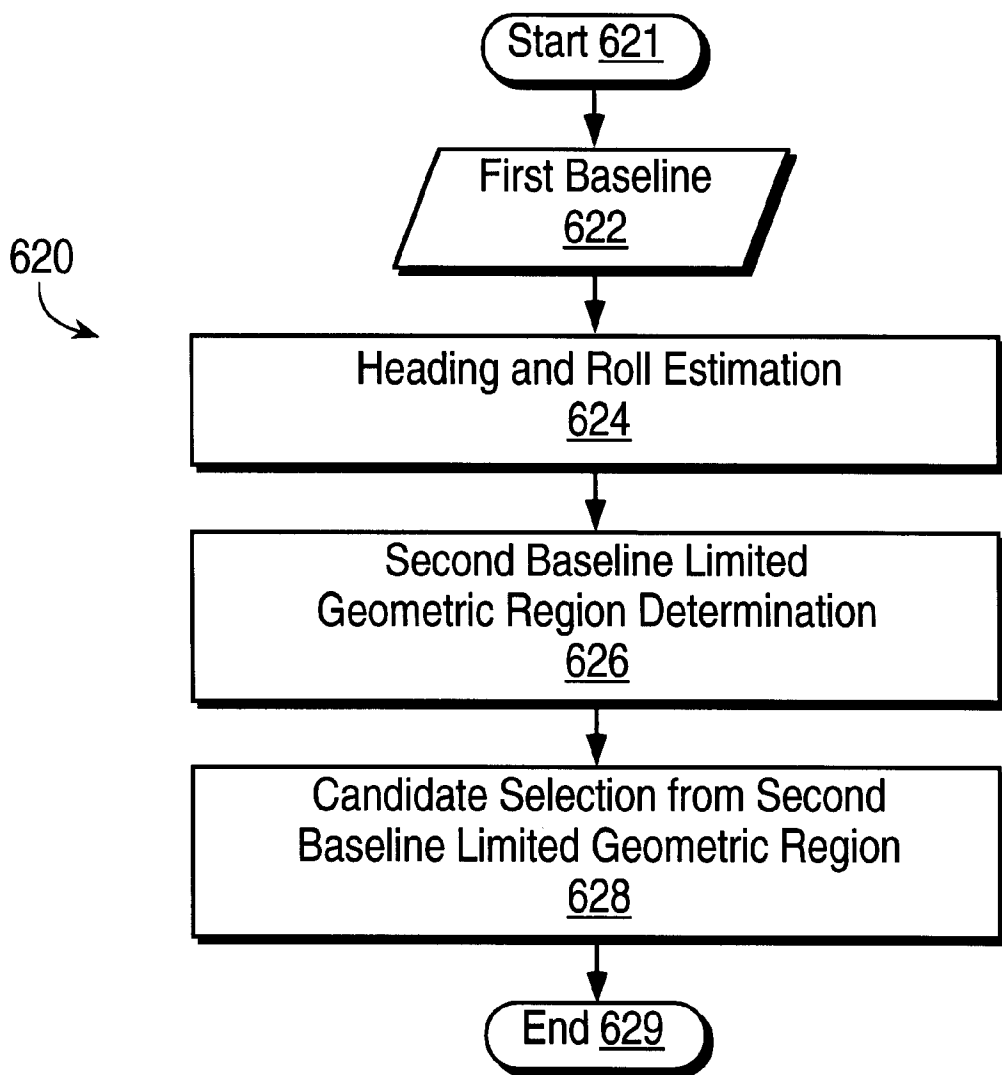 Start 621
First Baseline
622
620
Heading and Roll Estimation
624
Second Baseline Limited
Geometric Region Determination
626
Candidate Selection from Second
Baseline Limited Geometric Region
628
End 629